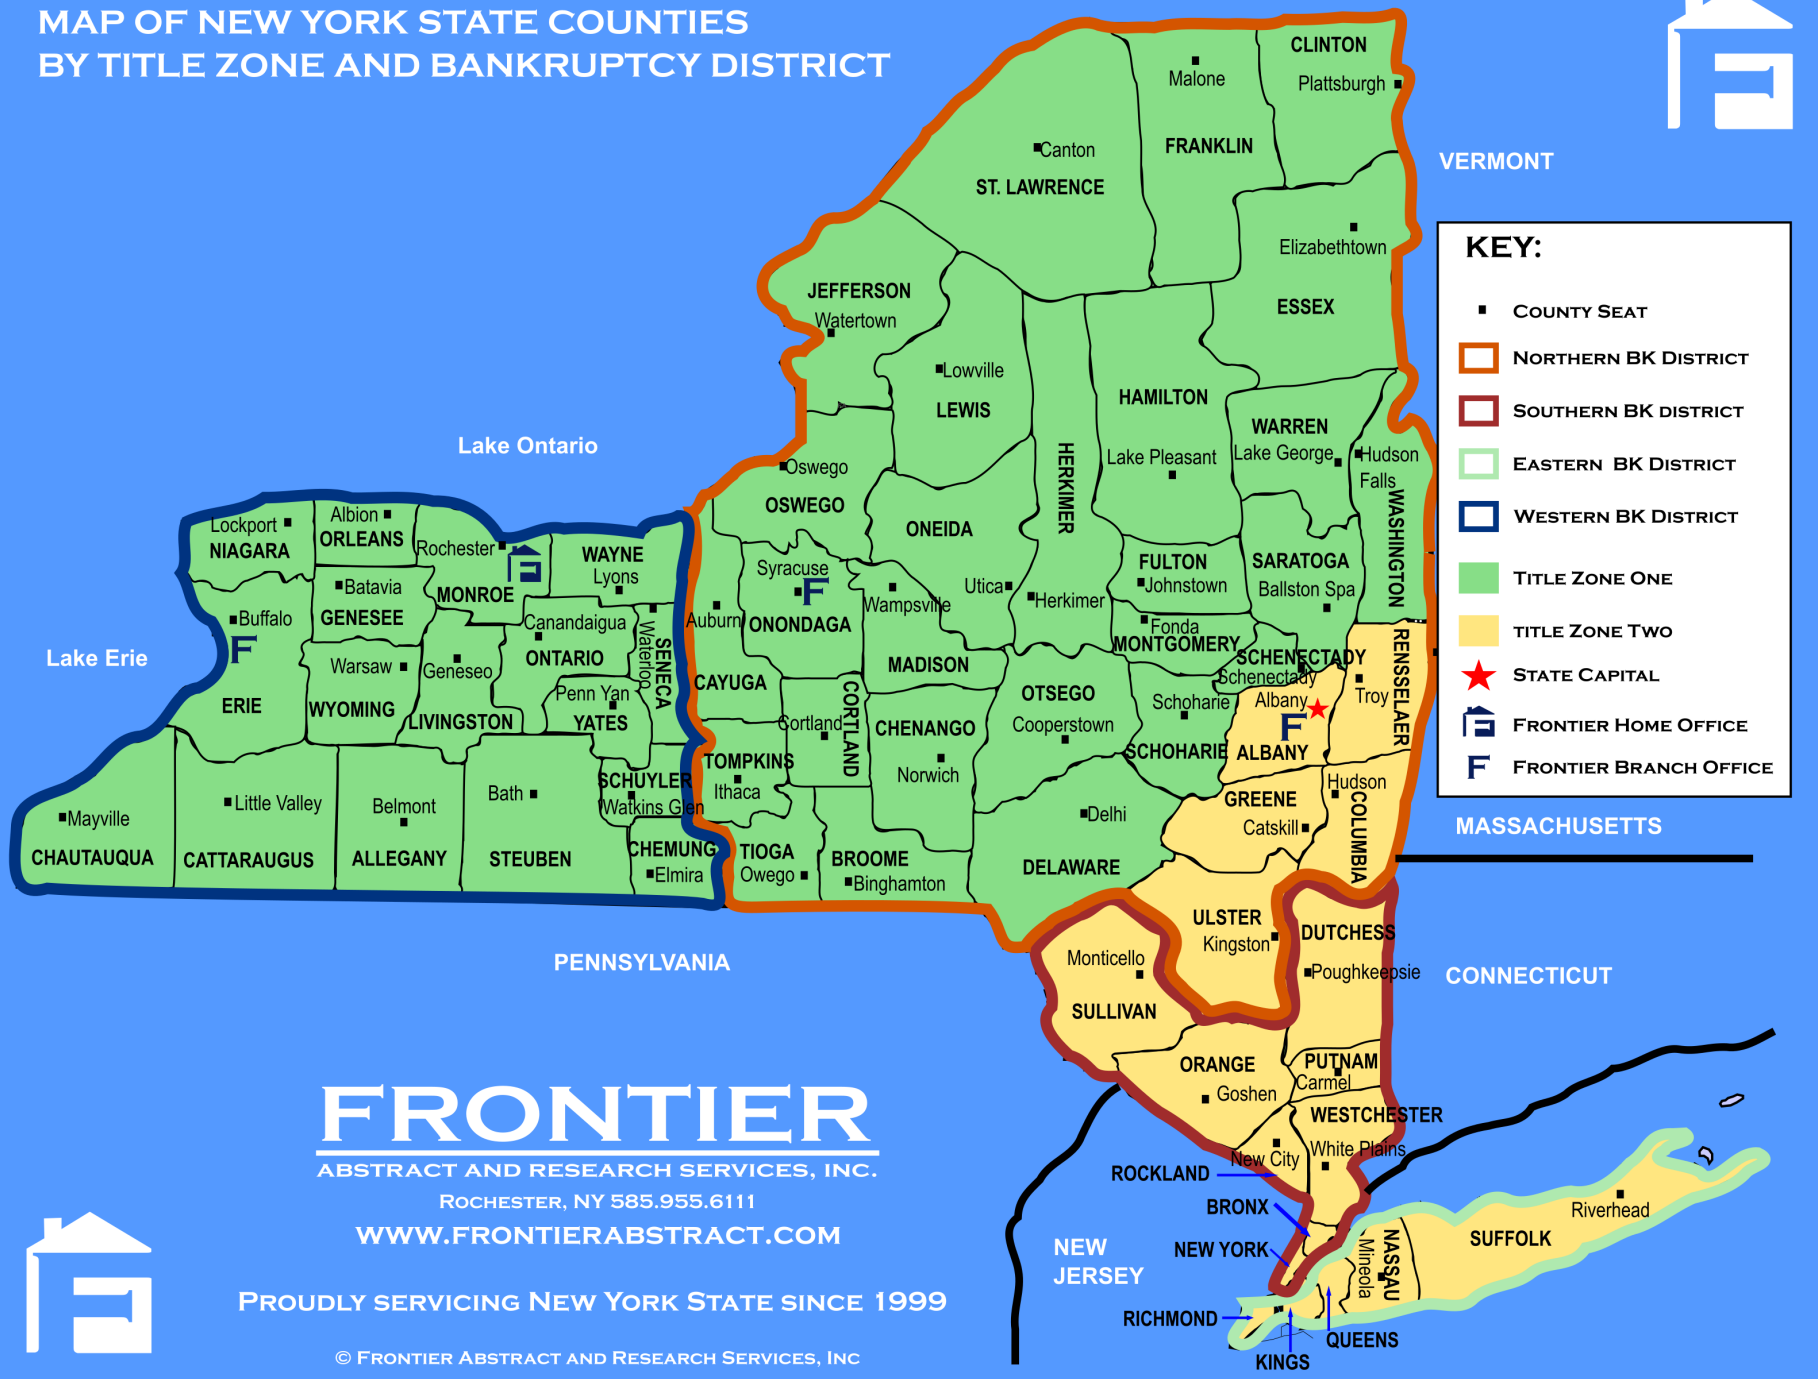 MAP OF NEW YORK STATE COUNTIES
BY TITLE ZONE AND BANKRUPTCY DISTRICT
CLINTON
Plattsburgh
Malone
FRANKLIN
Canton
ST. LAWRENCE
VERMONT
Elizabethtown
ESSEX
JEFFERSON
Watertown
Lowville
LEWIS
HAMILTON
Lake Pleasant
WARREN
Lake George
Hudson
Falls
WASHINGTON
HERKIMER
Herkimer
Lake Ontario
Oswego
OSWEGO
ONEIDA
Utica
FULTON
Johnstown
SARATOGA
Ballston Spa
Fonda
MONTGOMERY
SCHENECTADY
Schenectady
RENSSELAER
Troy
Lockport
NIAGARA
Albion
ORLEANS
Rochester
MONROE
WAYNE
Lyons
Batavia
GENESEE
Buffalo
F
ERIE
Lake Erie
Warsaw
WYOMING
Geneseo
LIVINGSTON
Canandaigua
ONTARIO
Waterloo
SENECA
Penn Yan
YATES
Auburn
CAYUGA
Syracuse
F
ONONDAGA
Wampsville
MADISON
Cortland
CORTLAND
CHENANGO
Norwich
OTSEGO
Cooperstown
Schoharie
SCHOHARIE
Albany
F
ALBANY
TOMPKINS
Ithaca
SCHUYLER
Watkins Glen
Mayville
CHAUTAUQUA
Little Valley
CATTARAUGUS
Belmont
ALLEGANY
Bath
STEUBEN
CHEMUNG
Elmira
TIOGA
Owego
BROOME
Binghamton
Delhi
DELAWARE
GREENE
Catskill
Hudson
COLUMBIA
ULSTER
Kingston
DUTCHESS
Poughkeepsie
Monticello
SULLIVAN
ORANGE
Goshen
PUTNAM
Carmel
WESTCHESTER
White Plains
New City
ROCKLAND
BRONX
NEW YORK
RICHMOND
KINGS
QUEENS
NASSAU
Mineola
SUFFOLK
Riverhead
PENNSYLVANIA
NEW
JERSEY
MASSACHUSETTS
CONNECTICUT
KEY:
COUNTY SEAT
NORTHERN BK DISTRICT
SOUTHERN BK DISTRICT
EASTERN BK DISTRICT
WESTERN BK DISTRICT
TITLE ZONE ONE
TITLE ZONE TWO
STATE CAPITAL
FRONTIER HOME OFFICE
F FRONTIER BRANCH OFFICE
FRONTIER
ABSTRACT AND RESEARCH SERVICES, INC.
ROCHESTER, NY 585.955.6111
WWW.FRONTIERABSTRACT.COM
PROUDLY SERVICING NEW YORK STATE SINCE 1999
© FRONTIER ABSTRACT AND RESEARCH SERVICES, INC